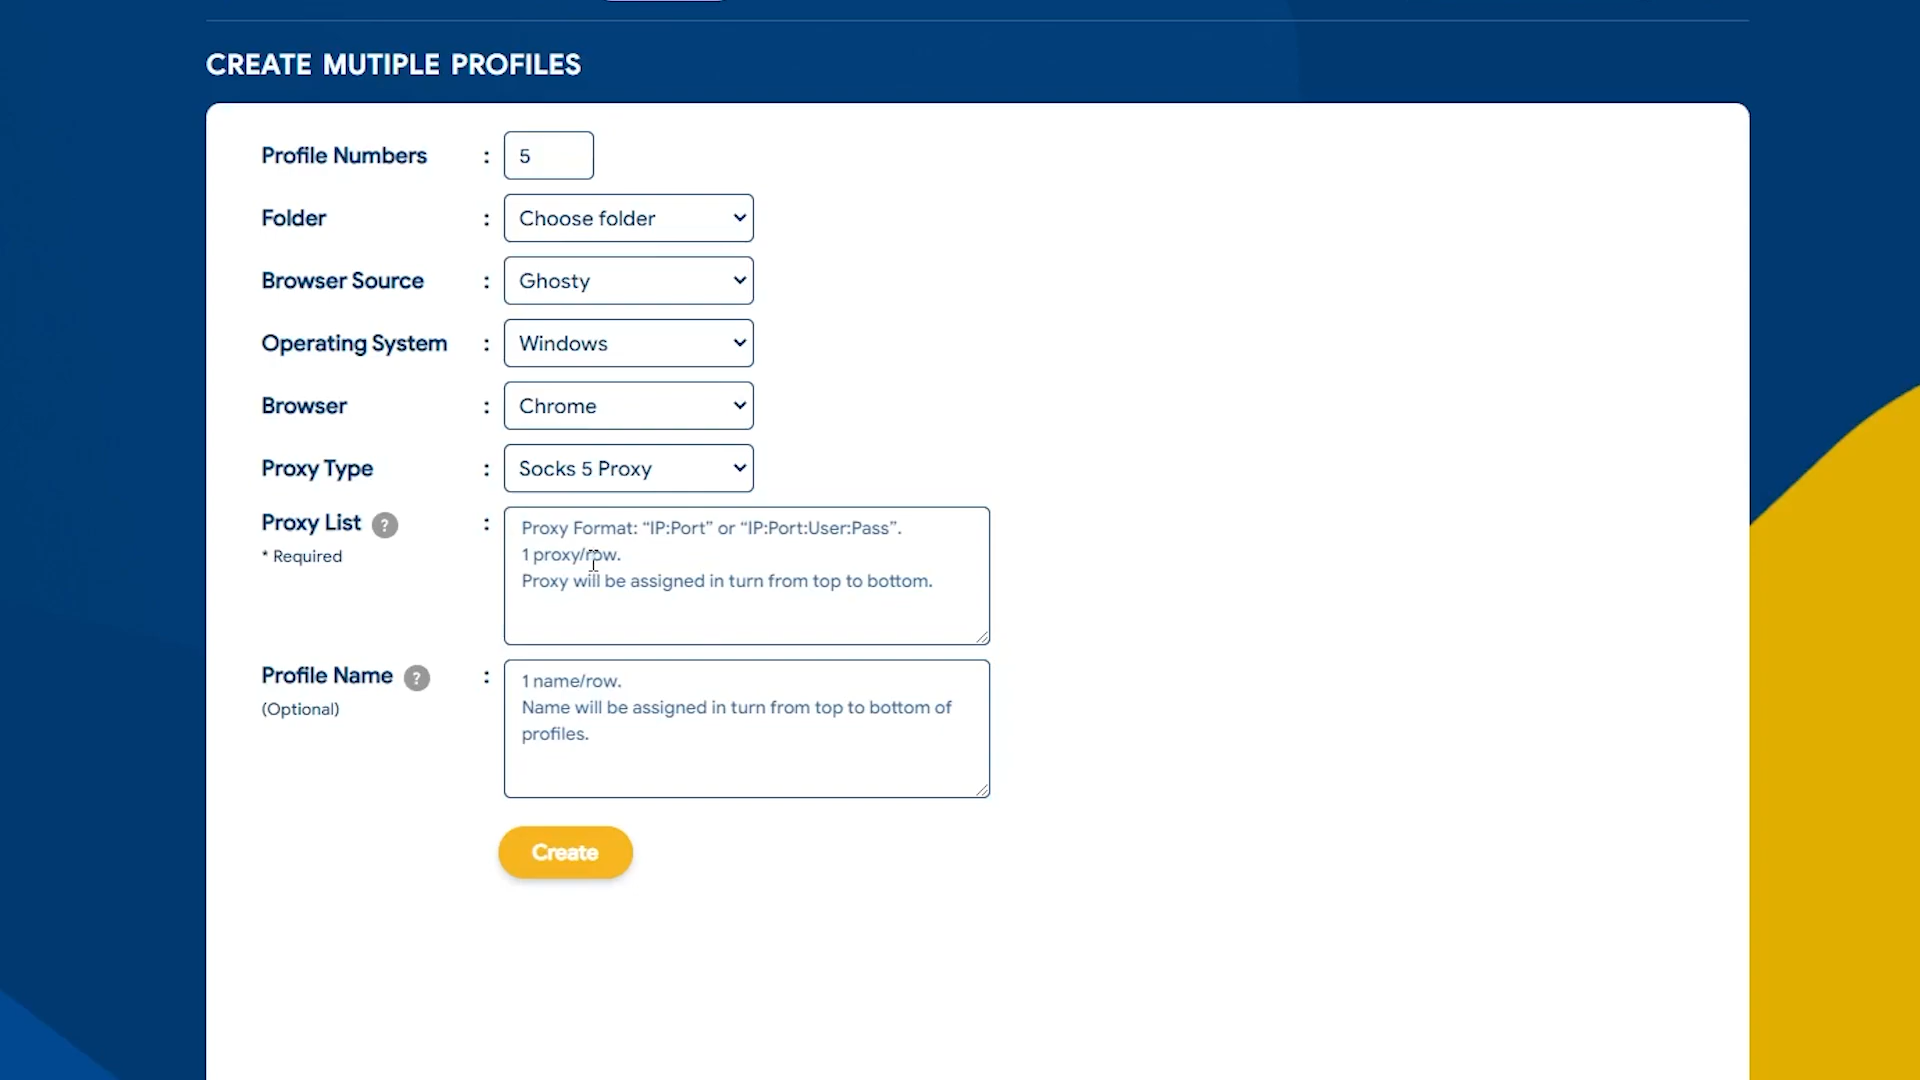 CREATE MUTIPLE PROFILES
Profile Numbers : 5
Folder : Choose folder
Browser Source : Ghosty
Operating System : Windows
Browser : Chrome
Proxy Type : Socks 5 Proxy
Proxy List ? :
* Required
Proxy Format: “IP:Port” or “IP:Port:User:Pass”.
1 proxy/row.
Proxy will be assigned in turn from top to bottom.
Profile Name ? :
(Optional)
1 name/row.
Name will be assigned in turn from top to bottom of
profiles.
Create